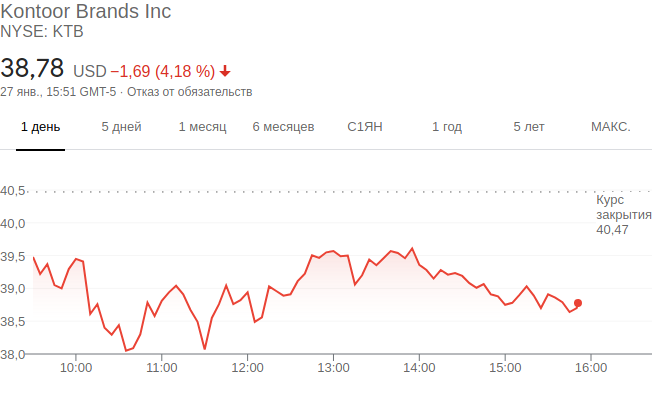 Kontoor Brands Inc
NYSE: KTB
38,78 USD −1,69 (4,18 %)
27 янв., 15:51 GMT-5 · Отказ от обязательств
1 день 5 дней 1 месяц 6 месяцев С1ЯН 1 год 5 лет МАКС.
40,5
Курс
закрытия
40,47
40,0
39,5
39,0
38,5
38,0
10:00 11:00 12:00 13:00 14:00 15:00 16:00